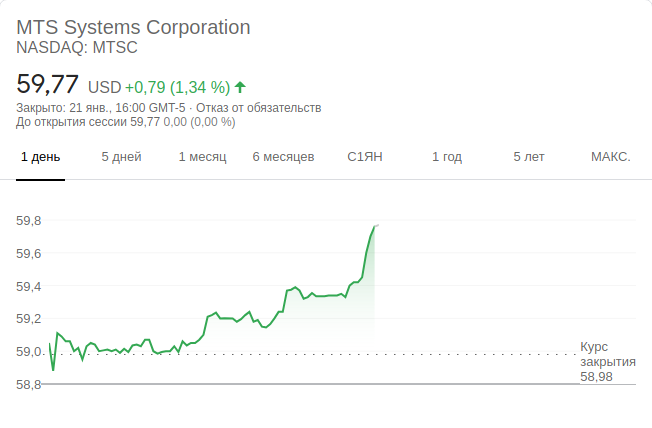 MTS Systems Corporation
NASDAQ: MTSC
59,77 USD +0,79 (1,34 %)
Закрыто: 21 янв., 16:00 GMT-5 · Отказ от обязательств
До открытия сессии 59,77 0,00 (0,00 %)
1 день 5 дней 1 месяц 6 месяцев С1ЯН 1 год 5 лет МАКС.
59,8
59,6
59,4
59,2
59,0
58,8
Курс
закрытия
58,98